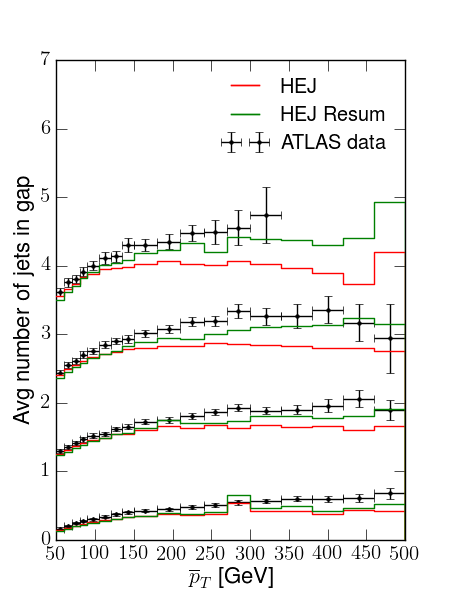 7
6
5
4
3
2
1
0
Avg number of jets in gap
HEJ
HEJ Resum
ATLAS data
50 100 150 200 250 300 350 400 450 500
p̅_T [GeV]